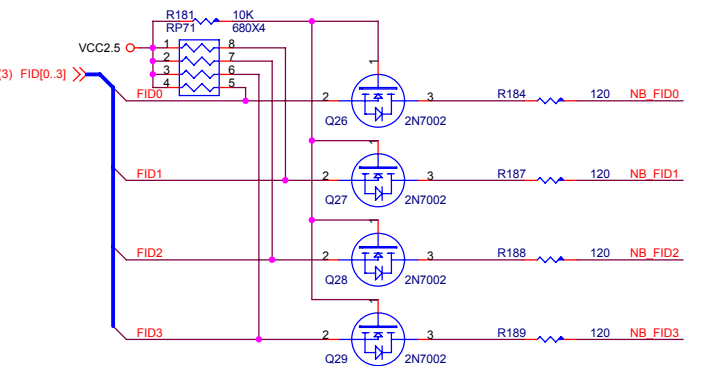 R181 10K
RP71 680X4
VCC2.5 1 8
2 7
(3) FID[0..3] 3 6
4 5
FID0 2 1 3 R184 120 NB_FID0
Q26 2N7002
FID1 2 1 3 R187 120 NB_FID1
Q27 2N7002
FID2 2 1 3 R188 120 NB_FID2
Q28 2N7002
FID3 2 1 3 R189 120 NB_FID3
Q29 2N7002